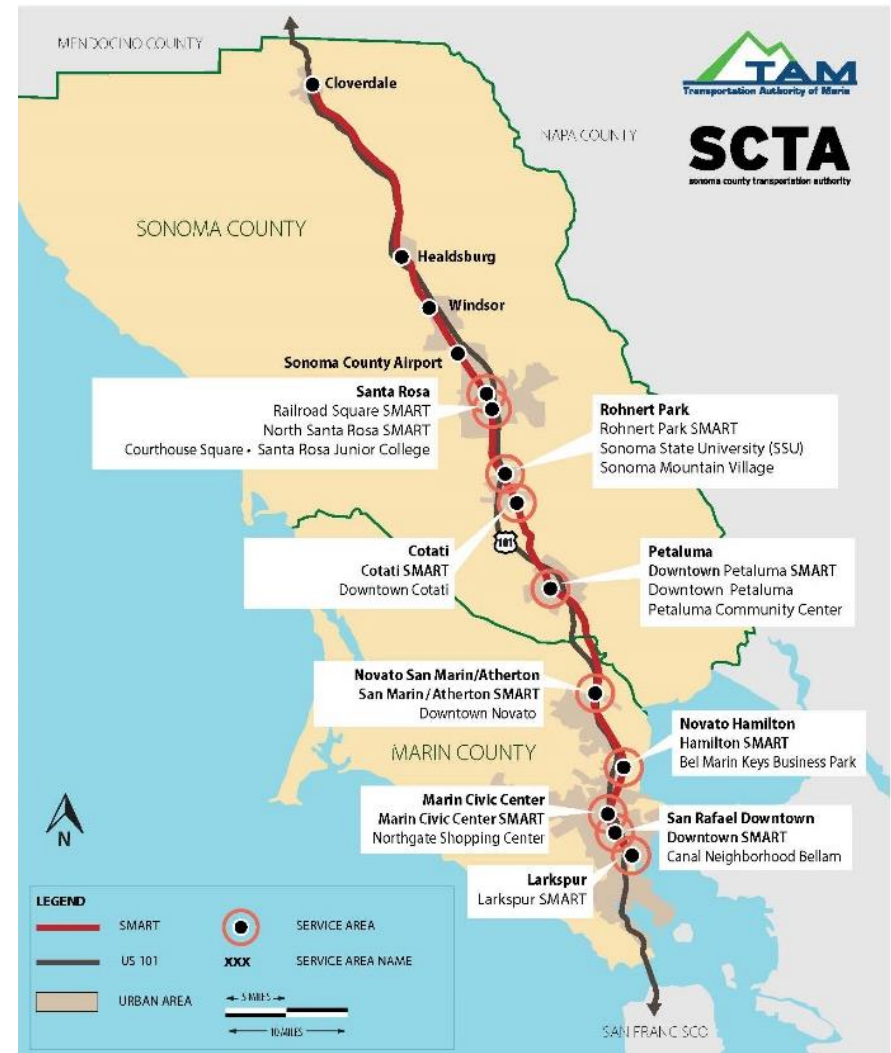 MENDOCINO COUNTY
Cloverdale
TAM
Transportation Authority of Marin
NAPA COUNTY
SCTA
sonoma county transportation authority
SONOMA COUNTY
Healdsburg
Windsor
Sonoma County Airport
Santa Rosa
Railroad Square SMART
North Santa Rosa SMART
Courthouse Square • Santa Rosa Junior College
Rohnert Park
Rohnert Park SMART
Sonoma State University (SSU)
Sonoma Mountain Village
101
Cotati
Cotati SMART
Downtown Cotati
Petaluma
Downtown Petaluma SMART
Downtown Petaluma
Petaluma Community Center
Novato San Marin/Atherton
San Marin/Atherton SMART
Downtown Novato
Novato Hamilton
Hamilton SMART
Bel Marin Keys Business Park
MARIN COUNTY
Marin Civic Center
Marin Civic Center SMART
Northgate Shopping Center
San Rafael Downtown
Downtown SMART
Canal Neighborhood Bellam
Larkspur
Larkspur SMART
N
LEGEND
SMART
SERVICE AREA
US 101
XXX
SERVICE AREA NAME
URBAN AREA
5 MILES
10 MILES
SAN FRANCISCO